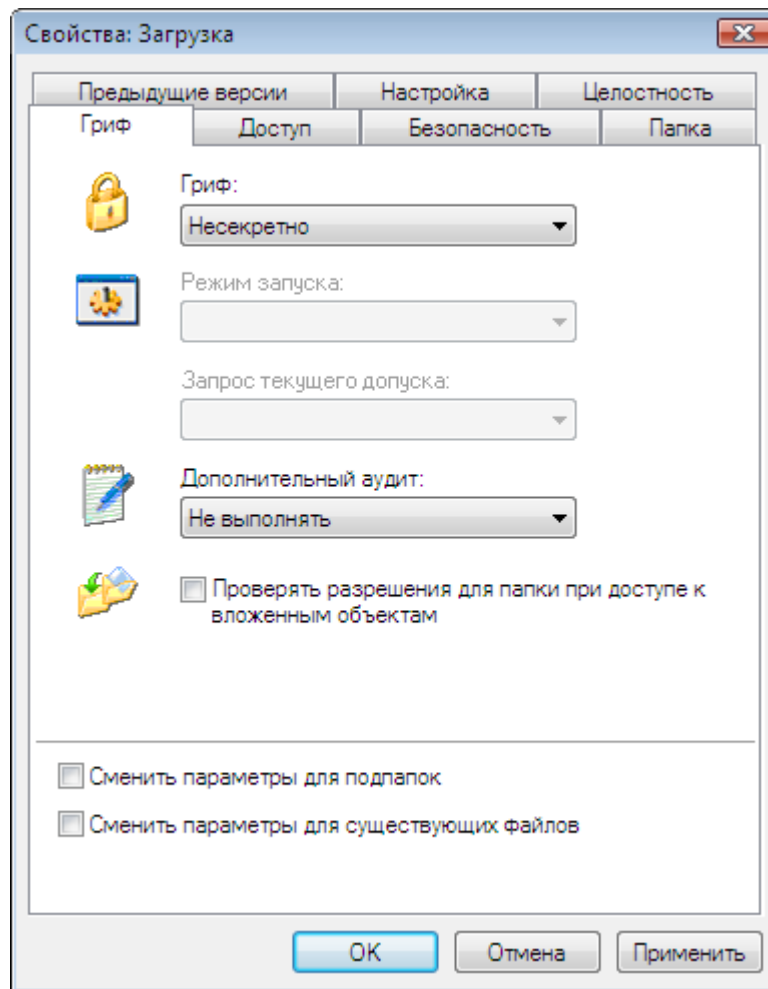 Свойства: Загрузка
Предыдущие версии Настройка Целостность
Гриф Доступ Безопасность Папка
Гриф:
Несекретно
Режим запуска:
Запрос текущего допуска:
Дополнительный аудит:
Не выполнять
Проверять разрешения для папки при доступе к
вложенным объектам
Сменить параметры для подпапок
Сменить параметры для существующих файлов
ОК Отмена Применить